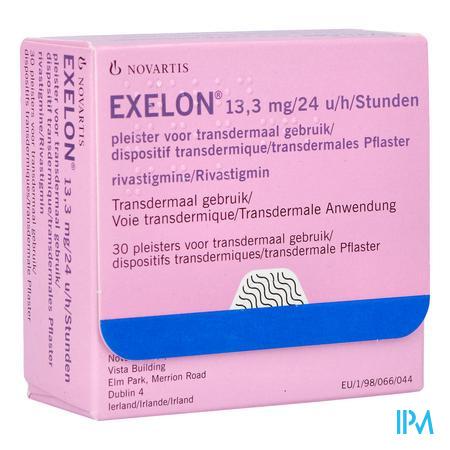 NOVARTIS
EXELON® 13,3 mg/24 u/h/Stunden
pleister voor transdermaal gebruik/
dispositif transdermique/transdermales Pflaster
rivastigmine/Rivastigmin
Transdermaal gebruik/
Voie transdermique/Transdermale Anwendung
30 pleisters voor transdermaal gebruik/
dispositifs transdermiques/transdermale Pflaster
Vista Building
Elm Park, Merrion Road
Dublin 4
Ierland/Irlande/Irland
EU/1/98/066/044
NOVARTIS
EXELON® 13,3 mg/24 u/h/Stunden
pleister voor transdermaal gebruik/
dispositif transdermique/transdermales Pflaster
rivastigmine/Rivastigmin
30 pleisters voor transdermaal gebruik/
dispositifs transdermiques/transdermale Pflaster
IPM